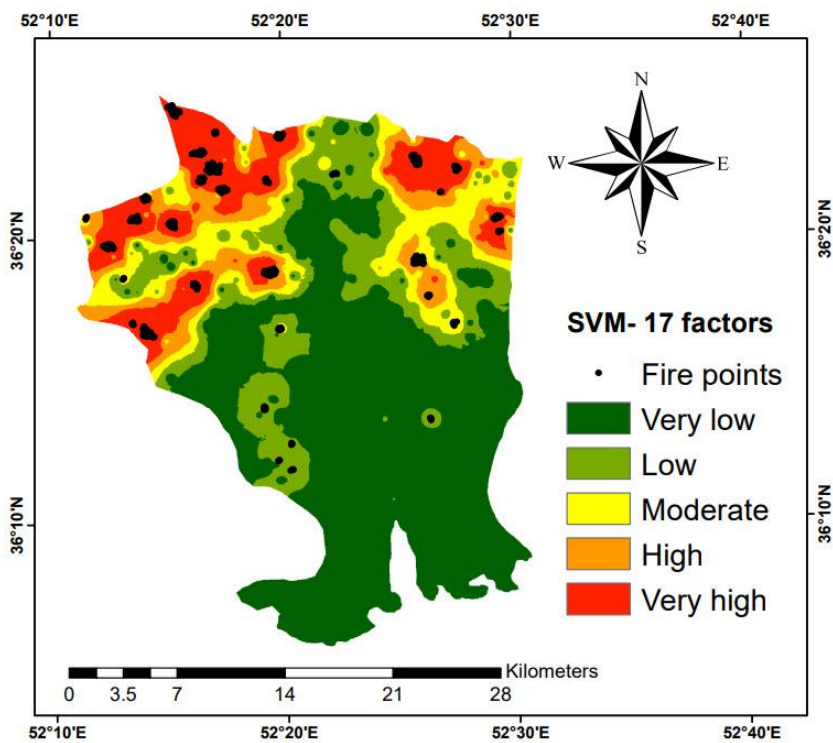 52°10'E 52°20'E 52°30'E 52°40'E
N
W E
S
36°20'N 36°20'N
SVM- 17 factors
Fire points
Very low
Low
Moderate
High
Very high
36°10'N 36°10'N
Kilometers
0 3.5 7 14 21 28
52°10'E 52°20'E 52°30'E 52°40'E